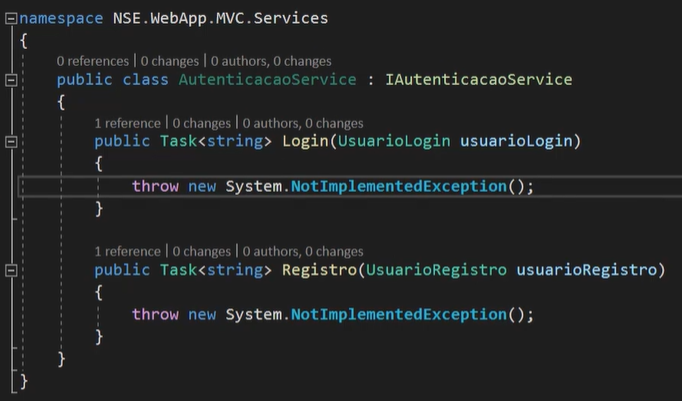 namespace NSE.WebApp.MVC.Services
{
0 references | 0 changes | 0 authors, 0 changes
public class AutenticacaoService : IAutenticacaoService
{
1 reference | 0 changes | 0 authors, 0 changes
public Task<string> Login(UsuarioLogin usuarioLogin)
{
throw new System.NotImplementedException();
}
1 reference | 0 changes | 0 authors, 0 changes
public Task<string> Registro(UsuarioRegistro usuarioRegistro)
{
throw new System.NotImplementedException();
}
}
}